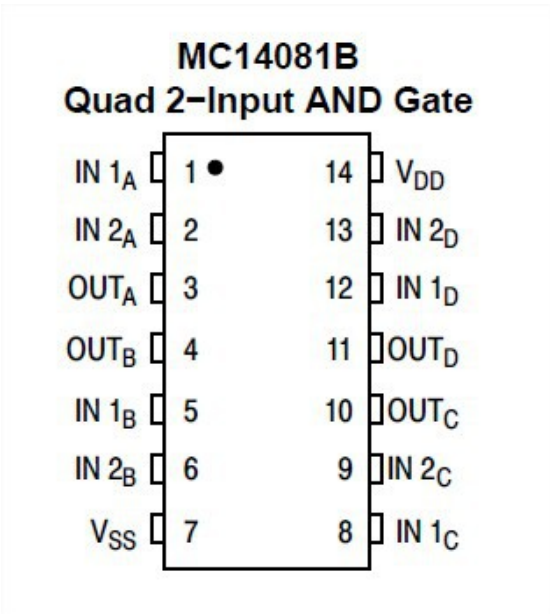 MC14081B
Quad 2−Input AND Gate
IN 1A 1 14 VDD
IN 2A 2 13 IN 2D
OUTA 3 12 IN 1D
OUTB 4 11 OUTD
IN 1B 5 10 OUTC
IN 2B 6 9 IN 2C
VSS 7 8 IN 1C